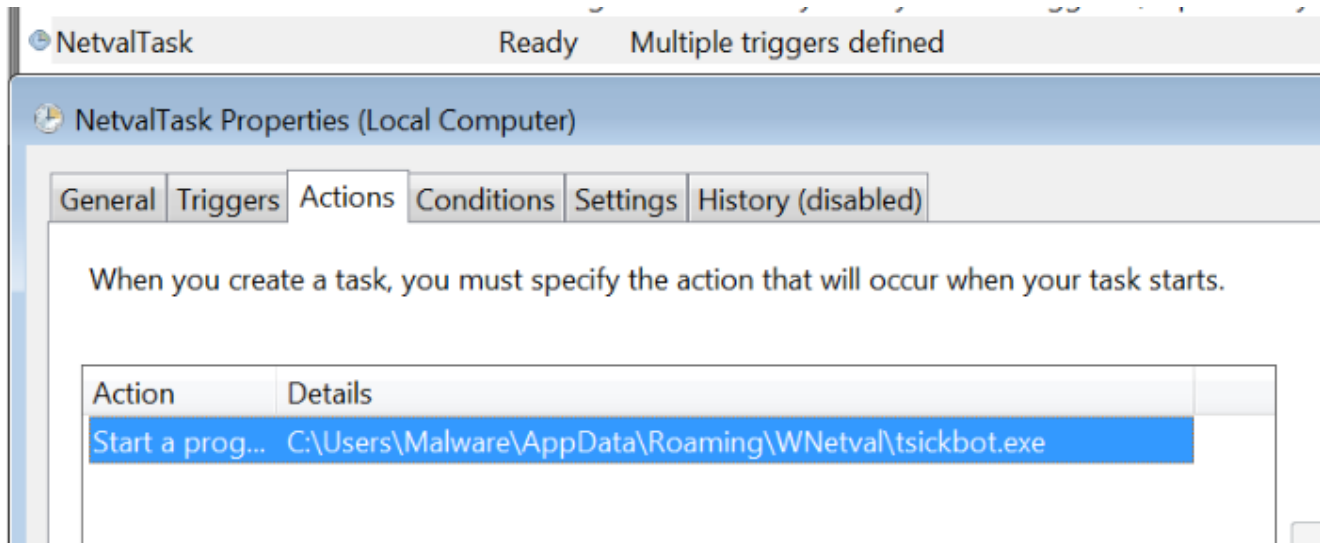 NetvalTask Ready Multiple triggers defined
NetvalTask Properties (Local Computer)
General Triggers Actions Conditions Settings History (disabled)
When you create a task, you must specify the action that will occur when your task starts.
Action Details
Start a prog... C:\Users\Malware\AppData\Roaming\WNetval\tsickbot.exe